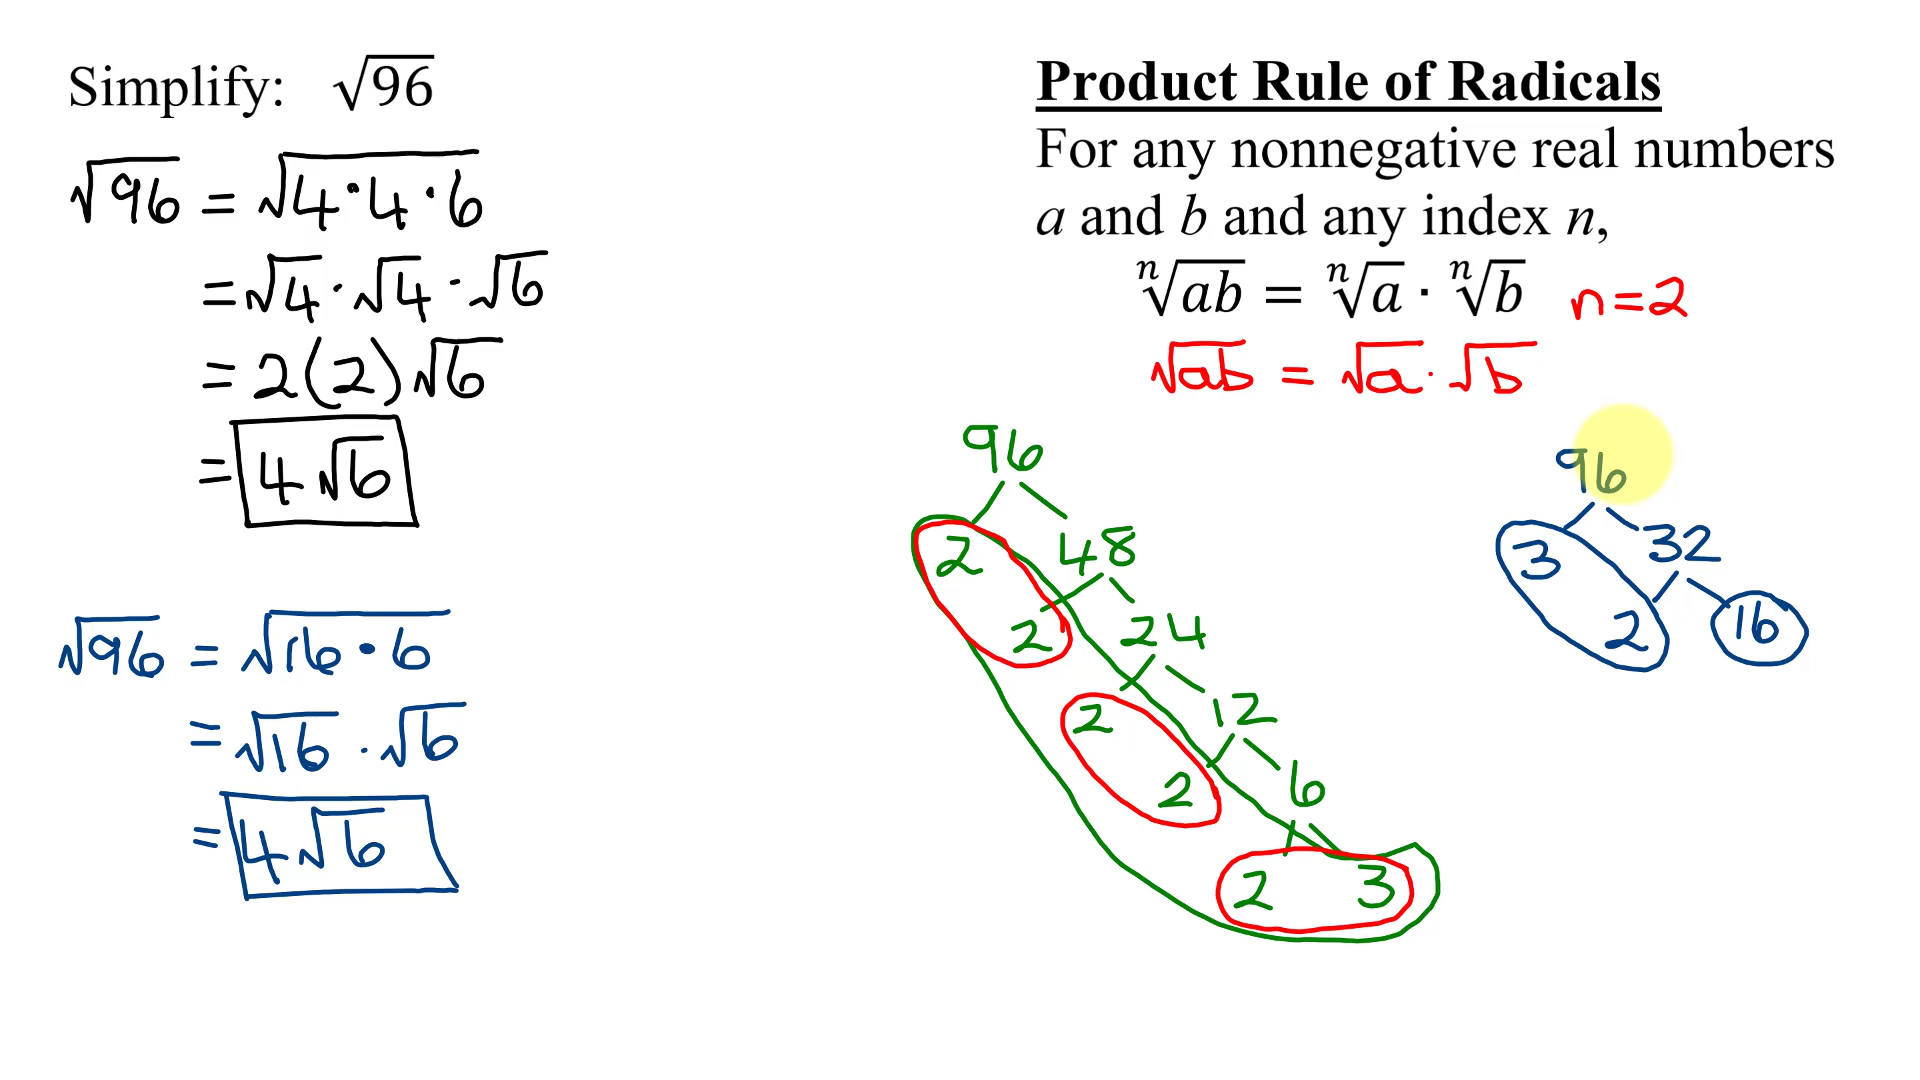 Simplify: √96
√96 = √4·4·6
= √4 · √4 · √6
= 2(2)√6
= 4√6
√96 = √16·6
= √16 · √6
= 4√6
Product Rule of Radicals
For any nonnegative real numbers
a and b and any index n,
ⁿ√ab = ⁿ√a · ⁿ√b n=2
√ab = √a · √b
96
2 48
2 24
2 12
2 6
2 3
96
3 32
2 16